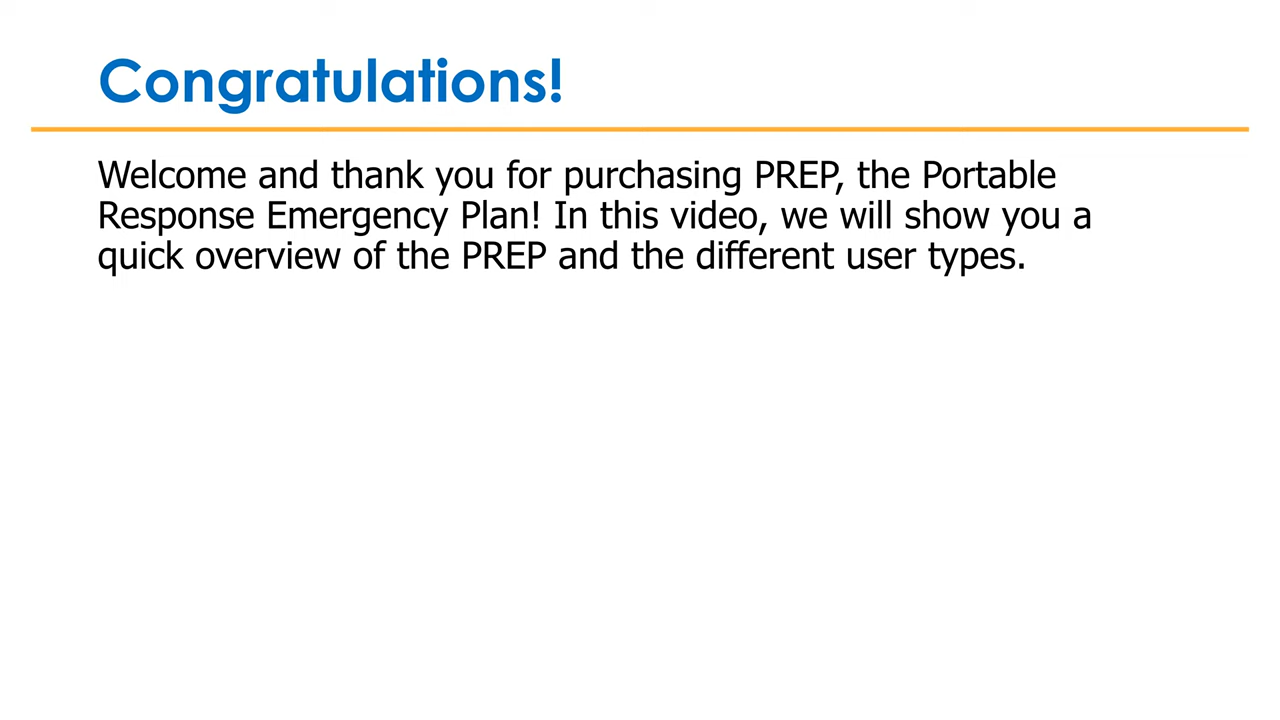 Congratulations!
Welcome and thank you for purchasing PREP, the Portable
Response Emergency Plan! In this video, we will show you a
quick overview of the PREP and the different user types.